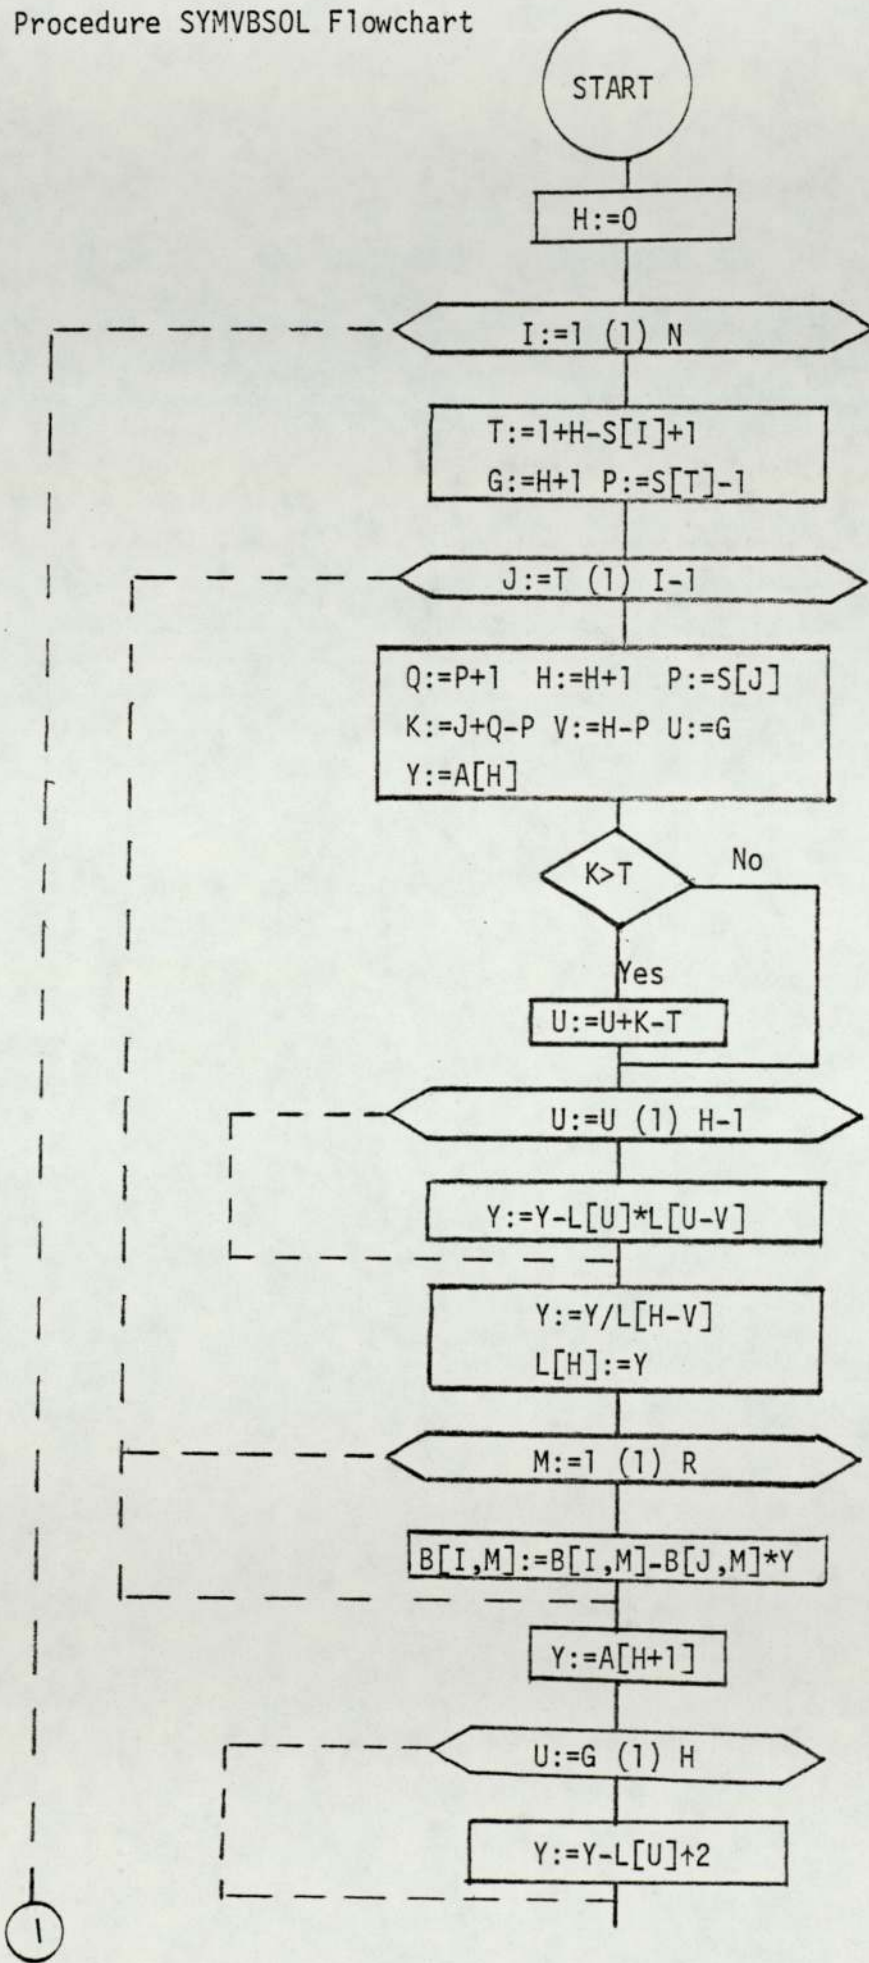 Procedure SYMVBSOL Flowchart
START
H:=0
I:=1 (1) N
T:=1+H-S[I]+1
G:=H+1 P:=S[T]-1
J:=T (1) I-1
Q:=P+1 H:=H+1 P:=S[J]
K:=J+Q-P V:=H-P U:=G
Y:=A[H]
K>T
No
Yes
U:=U+K-T
U:=U (1) H-1
Y:=Y-L[U]*L[U-V]
Y:=Y/L[H-V]
L[H]:=Y
M:=1 (1) R
B[I,M]:=B[I,M]-B[J,M]*Y
Y:=A[H+1]
U:=G (1) H
Y:=Y-L[U]↑2
1